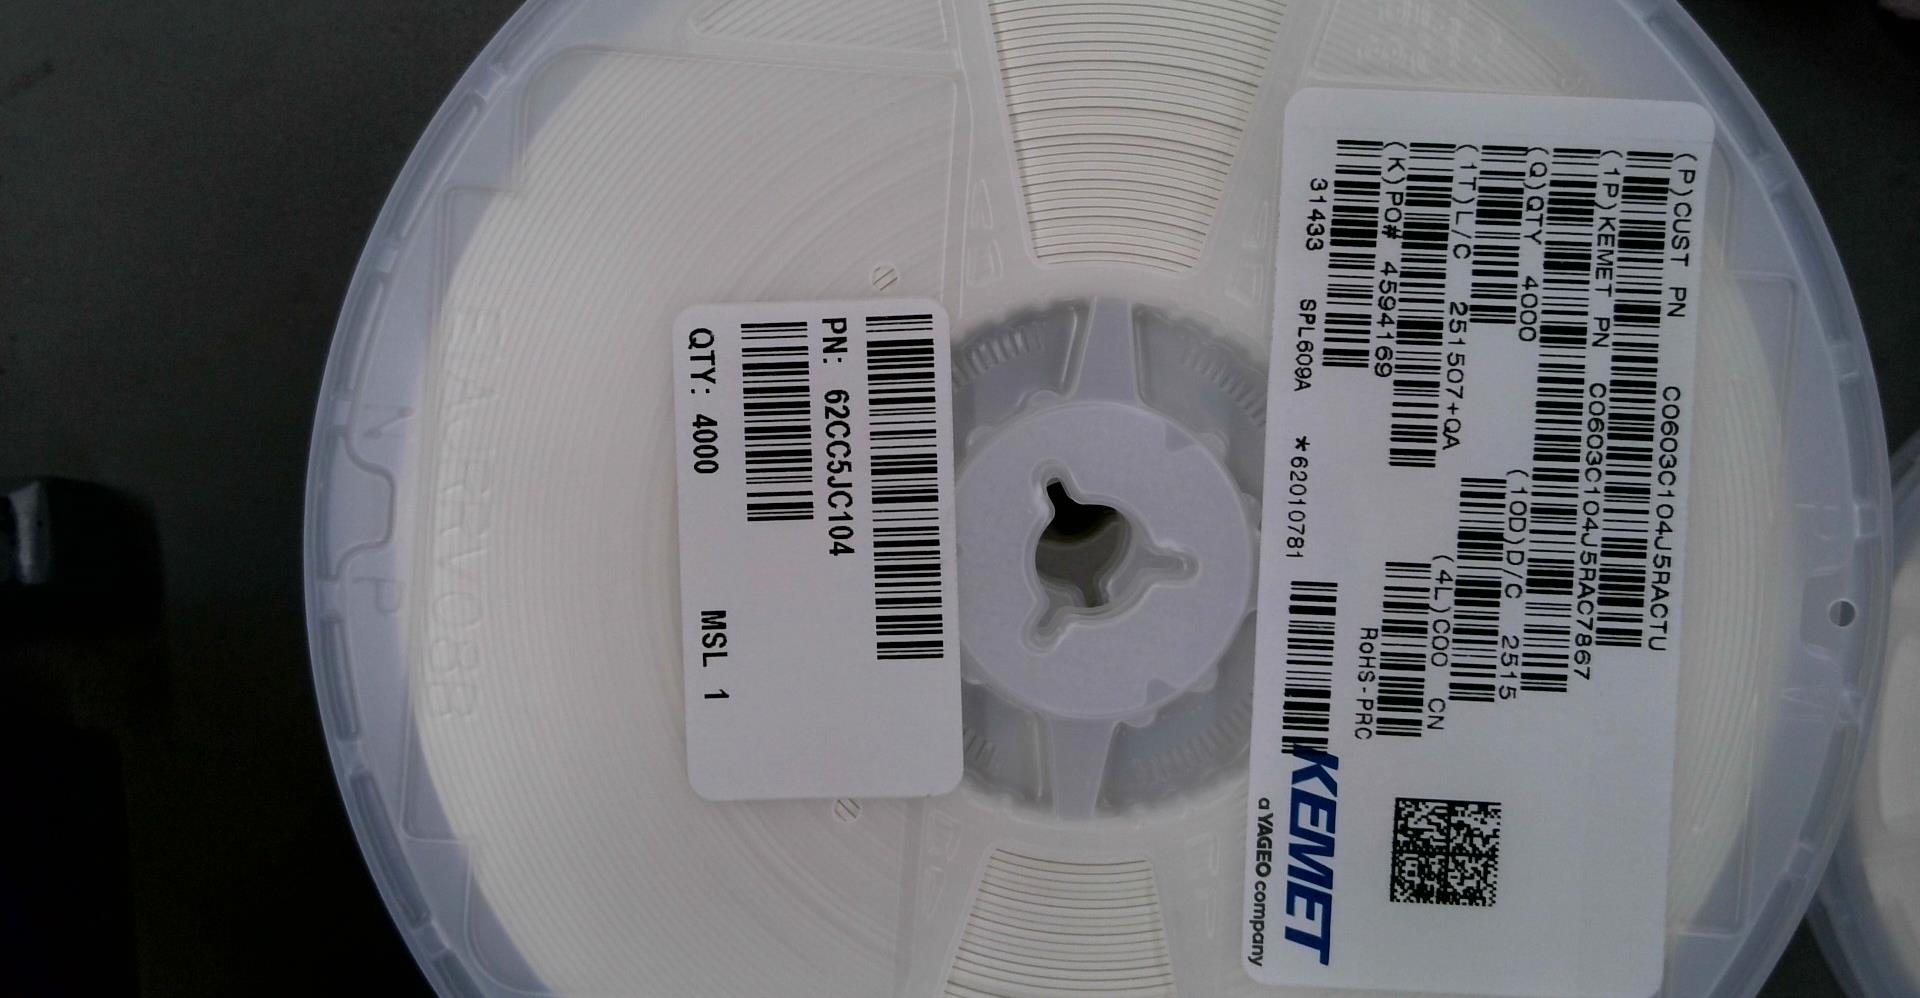 PN: 62CC5JC104
QTY: 4000 MSL 1
(P)CUST PN C0603C104J5RACTU
(1P)KEMET PN C0603C104J5RAC7867
(Q)QTY 4000 (10D)D/C 2515
(1T)L/C 251507+QA (4L)COO CN
(K)PO# 4594169 RoHS-PRC
31433 SPL609A *62010781
KEMET
a YAGEO company